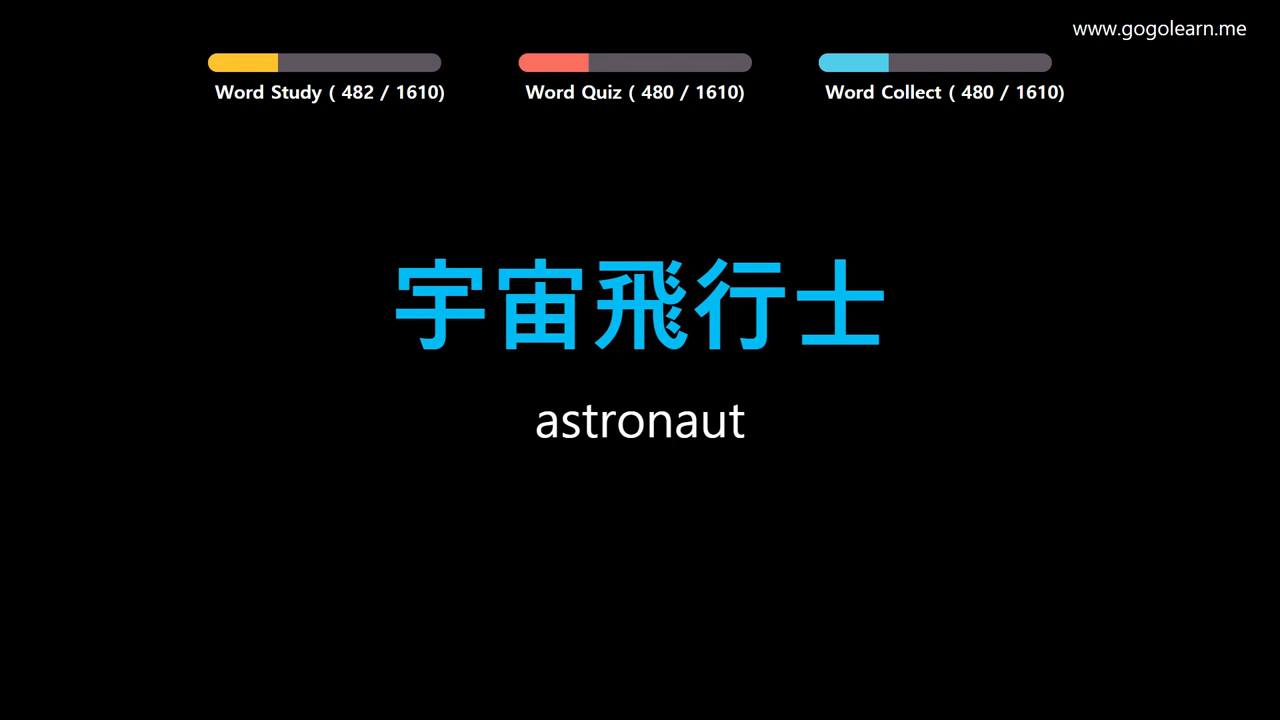 www.gogolearn.me
Word Study ( 482 / 1610)
Word Quiz ( 480 / 1610)
Word Collect ( 480 / 1610)
宇宙飛行士
astronaut